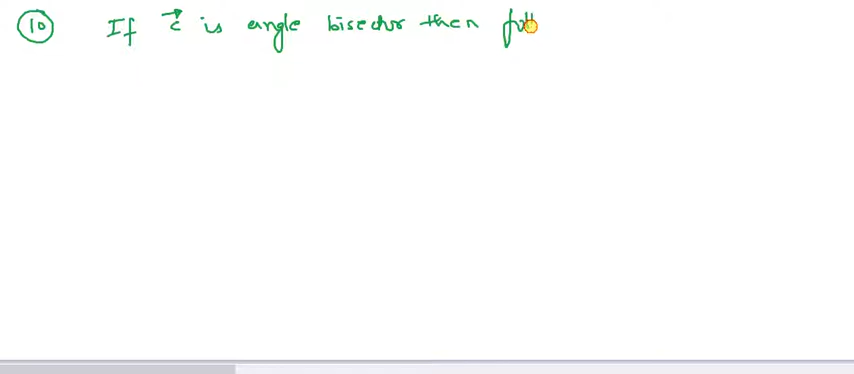 10 If c⃗ is angle bisector then